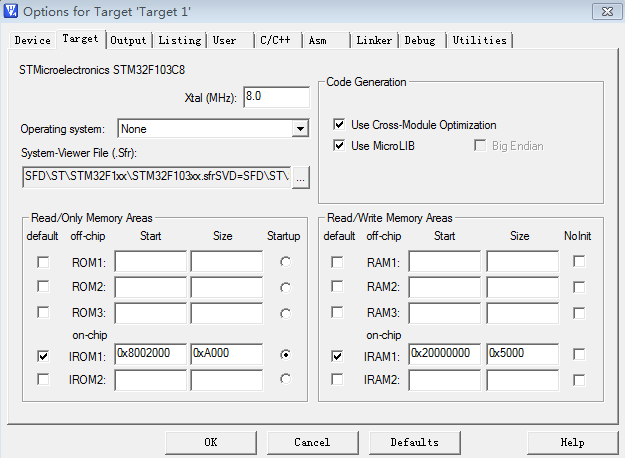 Options for Target 'Target 1'
Device Target Output Listing User C/C++ Asm Linker Debug Utilities
STMicroelectronics STM32F103C8
Xtal (MHz): 8.0
Operating system: None
System-Viewer File (.Sfr):
SFD\ST\STM32F1xx\STM32F103xx.sfrSVD=SFD\ST\ ...
Code Generation
Use Cross-Module Optimization
Use MicroLIB Big Endian
Read/Only Memory Areas
default off-chip Start Size Startup
ROM1:
ROM2:
ROM3:
on-chip
IROM1: 0x8002000 0xA000
IROM2:
Read/Write Memory Areas
default off-chip Start Size NoInit
RAM1:
RAM2:
RAM3:
on-chip
IRAM1: 0x20000000 0x5000
IRAM2:
OK Cancel Defaults Help